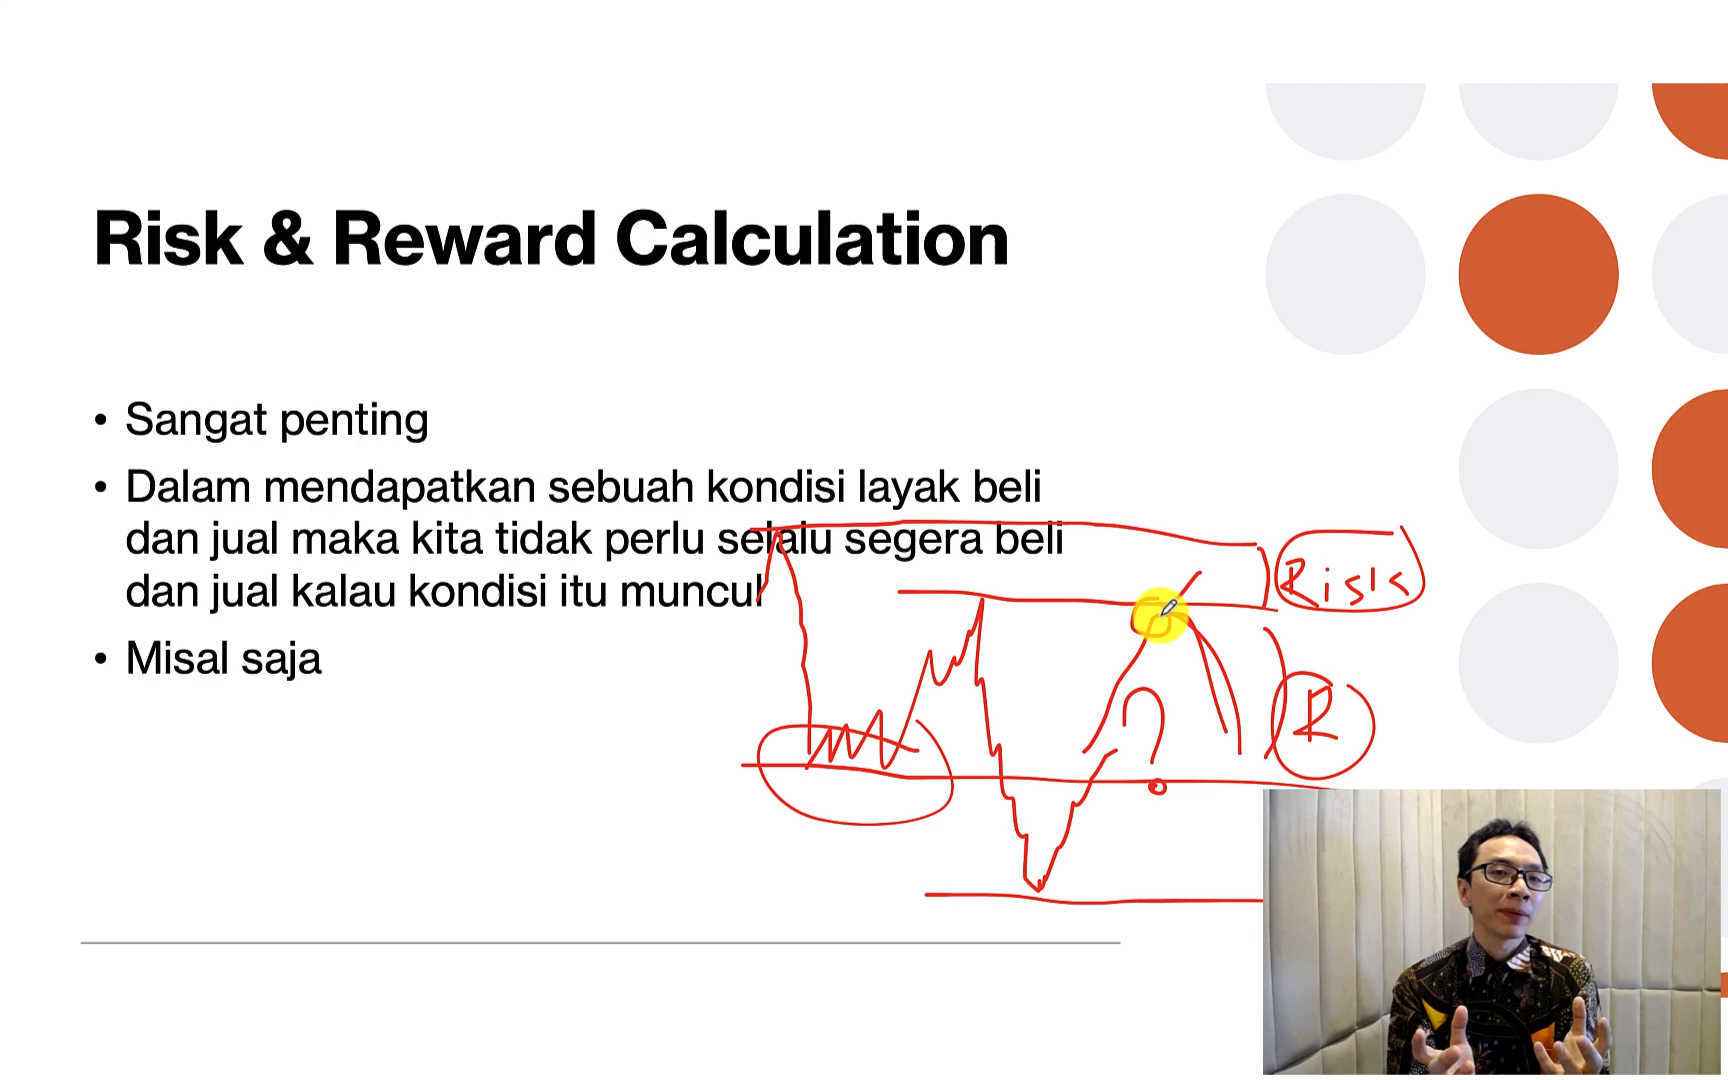 Risk & Reward Calculation
• Sangat penting
• Dalam mendapatkan sebuah kondisi layak beli
dan jual maka kita tidak perlu selalu segera beli
dan jual kalau kondisi itu muncul
• Misal saja
Risk
?
R